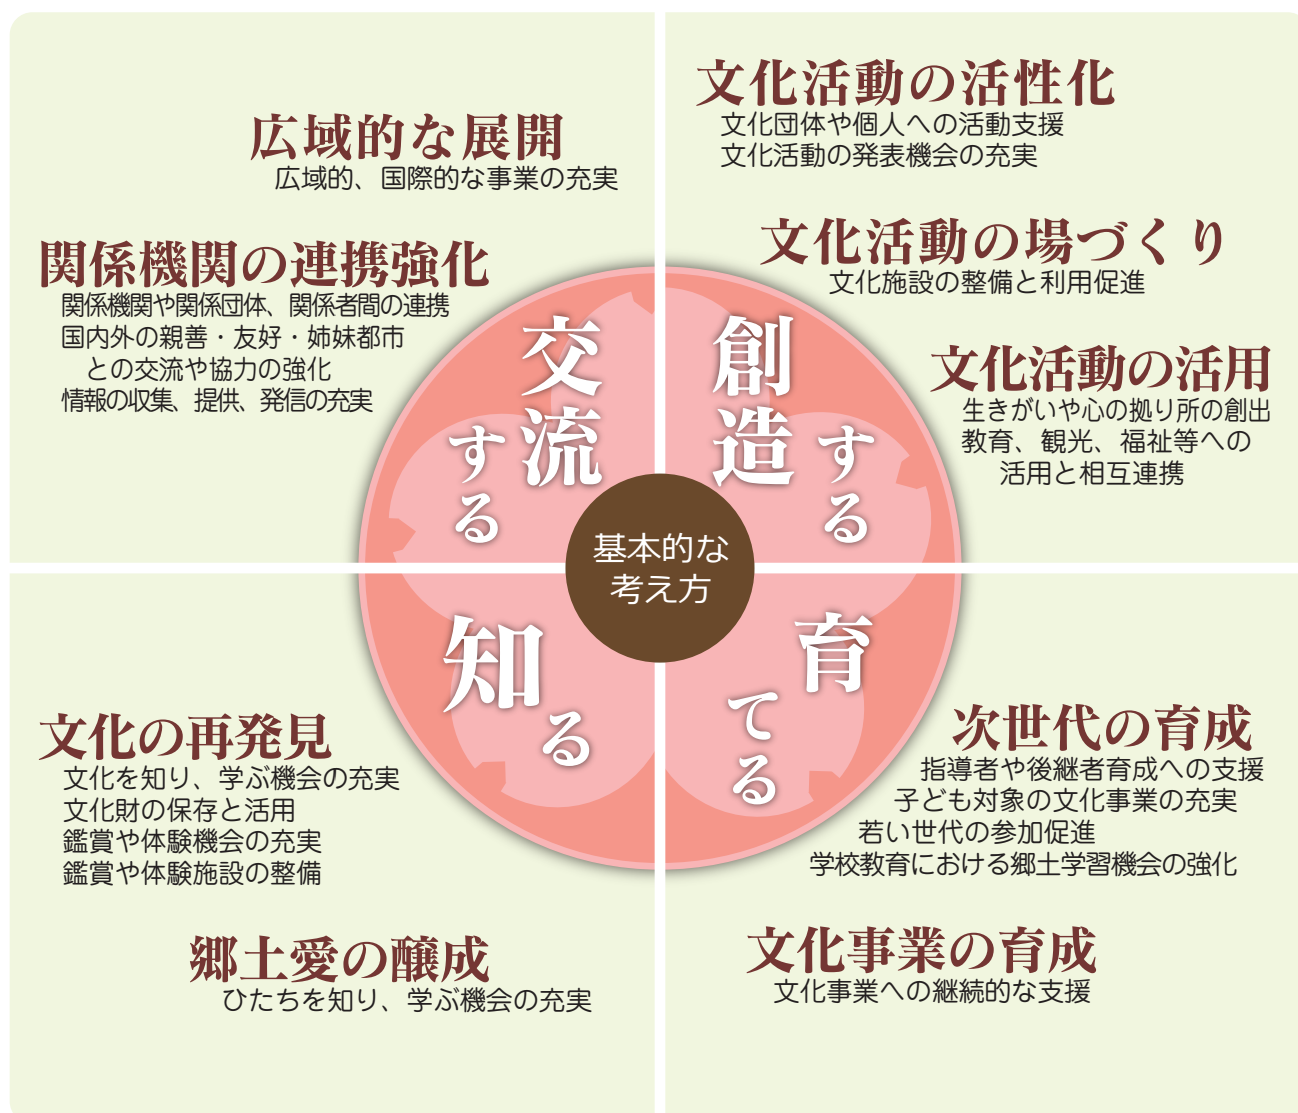 広域的な展開
広域的、国際的な事業の充実
関係機関の連携強化
関係機関や関係団体、関係者間の連携
国内外の親善・友好・姉妹都市
との交流や協力の強化
情報の収集、提供、発信の充実
文化活動の活性化
文化団体や個人への活動支援
文化活動の発表機会の充実
文化活動の場づくり
文化施設の整備と利用促進
文化活動の活用
生きがいや心の拠り所の創出
教育、観光、福祉等への
活用と相互連携
交流
する
創造
する
基本的な
考え方
知
る
育
てる
文化の再発見
文化を知り、学ぶ機会の充実
文化財の保存と活用
鑑賞や体験機会の充実
鑑賞や体験施設の整備
郷土愛の醸成
ひたちを知り、学ぶ機会の充実
次世代の育成
指導者や後継者育成への支援
子ども対象の文化事業の充実
若い世代の参加促進
学校教育における郷土学習機会の強化
文化事業の育成
文化事業への継続的な支援